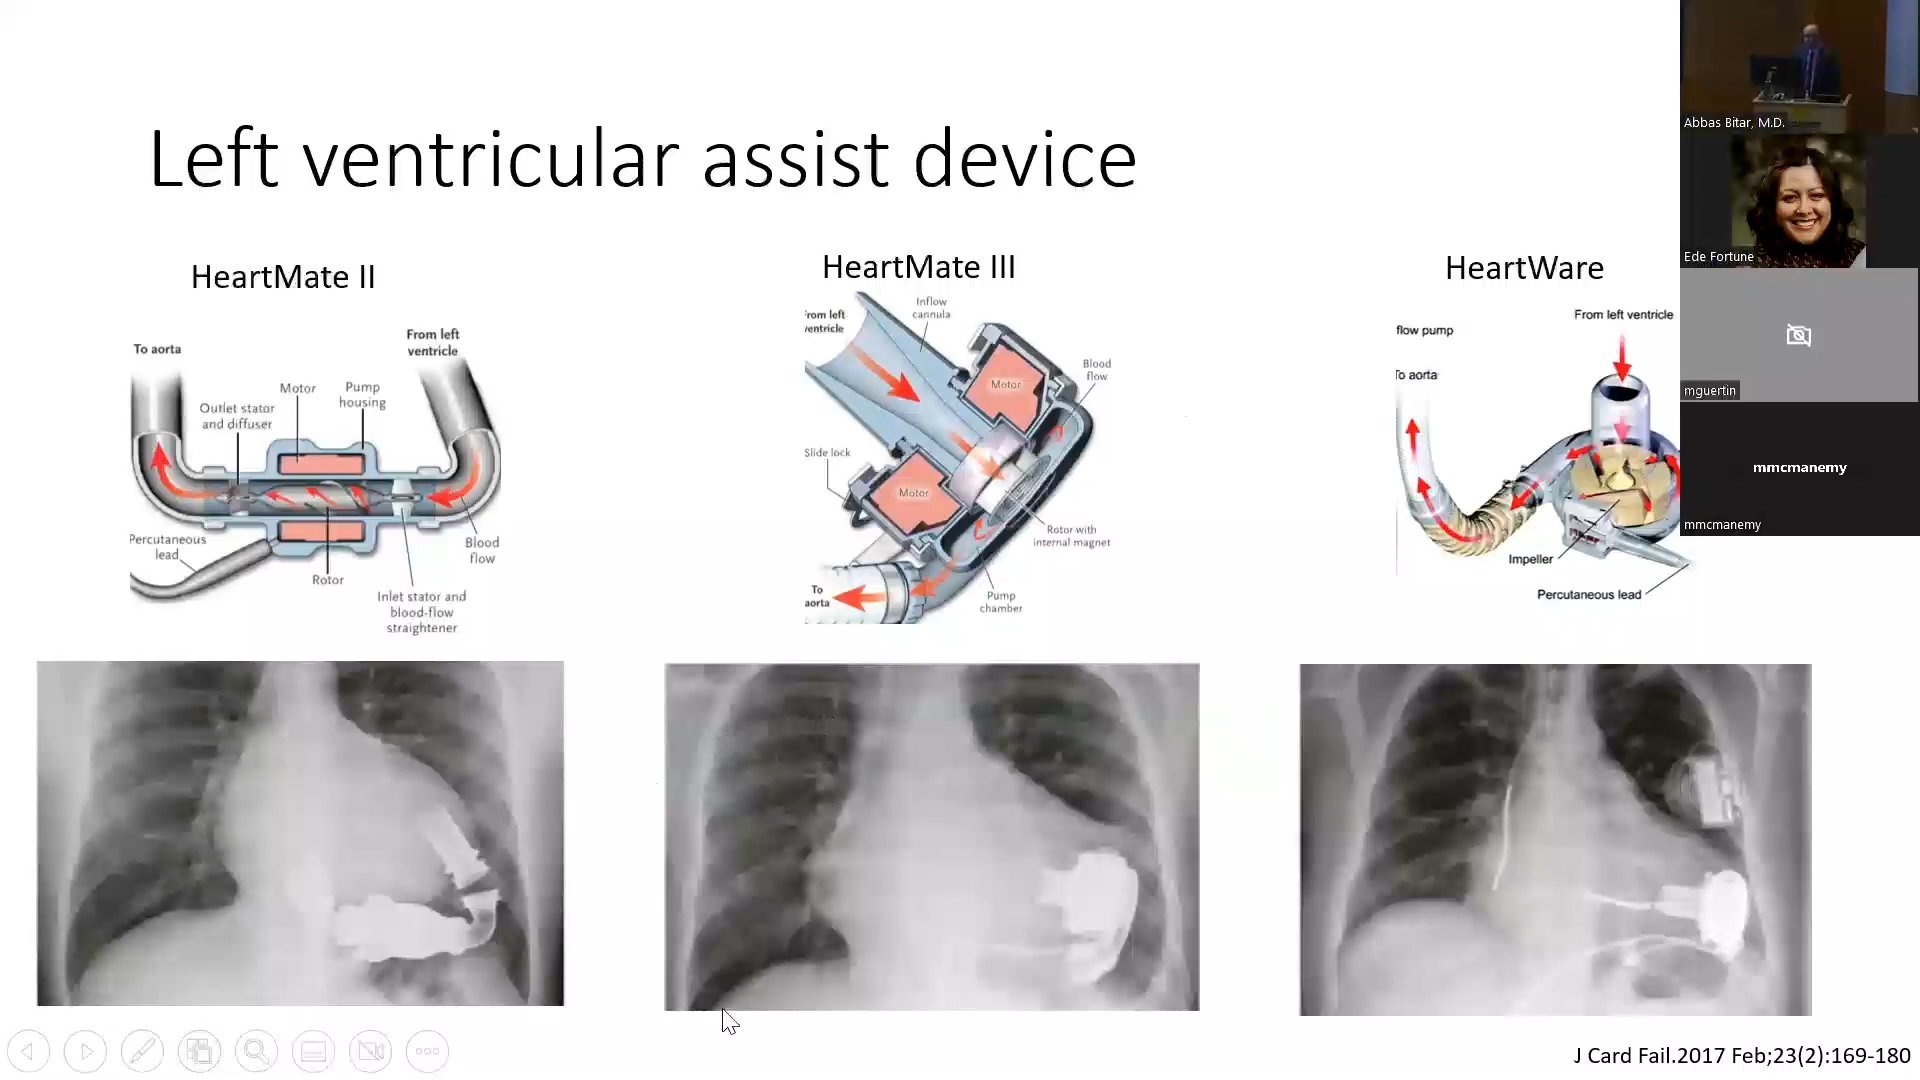 Left ventricular assist device
HeartMate II
To aorta
From left
ventricle
Motor
Pump
housing
Outlet stator
and diffuser
Percutaneous
lead
Rotor
Blood
flow
Inlet stator and
blood-flow
straightener
HeartMate III
From left
ventricle
Inflow
cannula
Motor
Blood
flow
Slide lock
Motor
Rotor with
internal magnet
To
aorta
Pump
chamber
HeartWare
flow pump
From left ventricle
To aorta
Impeller
Percutaneous lead
J Card Fail.2017 Feb;23(2):169-180
Abbas Bitar, M.D.
Ede Fortune
mguertin
mmcmanemy
mmcmanemy